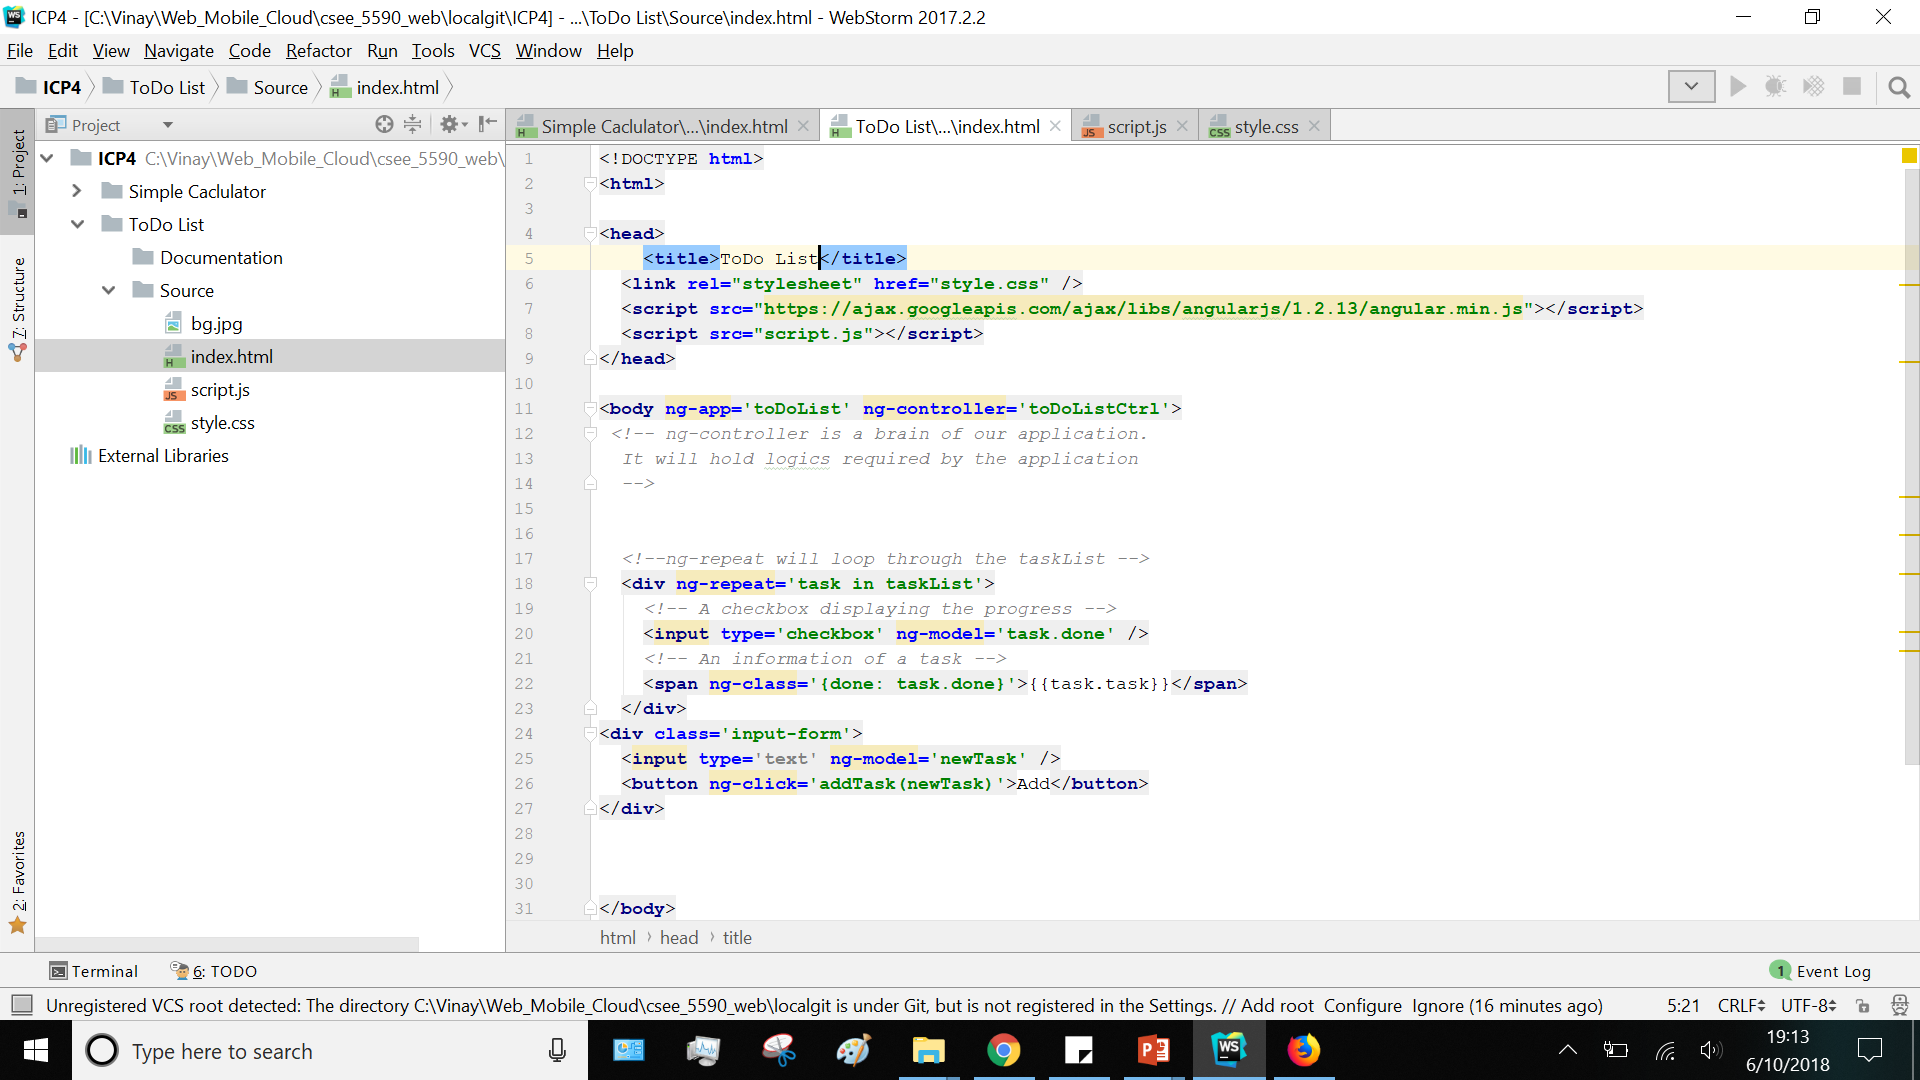 ICP4 - [C:\Vinay\Web_Mobile_Cloud\csee_5590_web\localgit\ICP4] - ...\ToDo List\Source\index.html - WebStorm 2017.2.2
File Edit View Navigate Code Refactor Run Tools VCS Window Help
ICP4 ToDo List Source index.html
Project
Simple Caclulator\...\index.html ToDo List\...\index.html script.js style.css
1: Project
7: Structure
2: Favorites
ICP4 C:\Vinay\Web_Mobile_Cloud\csee_5590_web\
Simple Caclulator
ToDo List
Documentation
Source
bg.jpg
index.html
script.js
style.css
External Libraries
1 <!DOCTYPE html>
2 <html>
3
4 <head>
5 <title>ToDo List</title>
6 <link rel="stylesheet" href="style.css" />
7 <script src="https://ajax.googleapis.com/ajax/libs/angularjs/1.2.13/angular.min.js"></script>
8 <script src="script.js"></script>
9 </head>
10
11 <body ng-app='toDoList' ng-controller='toDoListCtrl'>
12 <!-- ng-controller is a brain of our application.
13 It will hold logics required by the application
14 -->
15
16
17 <!--ng-repeat will loop through the taskList -->
18 <div ng-repeat='task in taskList'>
19 <!-- A checkbox displaying the progress -->
20 <input type='checkbox' ng-model='task.done' />
21 <!-- An information of a task -->
22 <span ng-class='{done: task.done}'>{{task.task}}</span>
23 </div>
24 <div class='input-form'>
25 <input type='text' ng-model='newTask' />
26 <button ng-click='addTask(newTask)'>Add</button>
27 </div>
28
29
30
31 </body>
html › head › title
Terminal 6: TODO 1 Event Log
Unregistered VCS root detected: The directory C:\Vinay\Web_Mobile_Cloud\csee_5590_web\localgit is under Git, but is not registered in the Settings. // Add root Configure Ignore (16 minutes ago) 5:21 CRLF UTF-8
Type here to search
19:13
6/10/2018